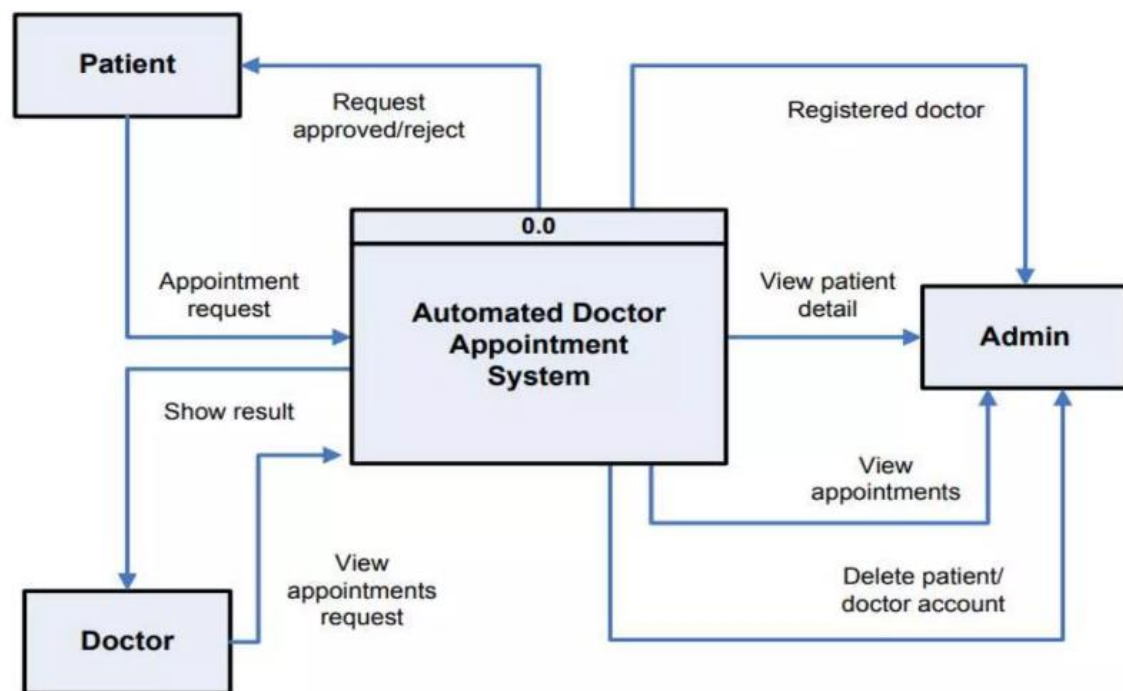 Patient
Request
approved/reject
Registered doctor
0.0
Appointment
request
Automated Doctor
Appointment
System
View patient
detail
Admin
Show result
View
appointments
View
appointments
request
Delete patient/
doctor account
Doctor